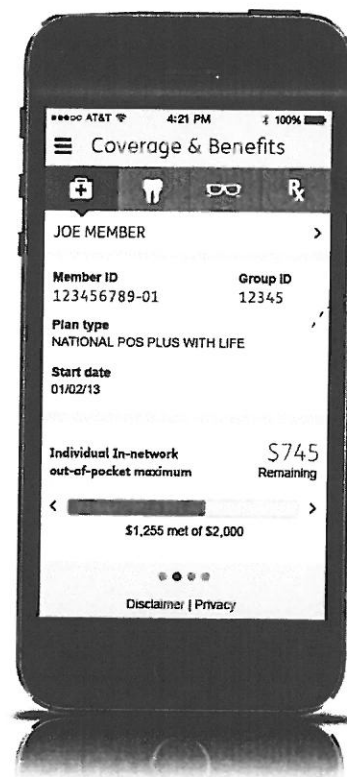 AT&T 4:21 PM 100%
Coverage & Benefits
Rx
JOE MEMBER >
Member ID Group ID
123456789-01 12345
Plan type
NATIONAL POS PLUS WITH LIFE
Start date
01/02/13
Individual In-network $745
out-of-pocket maximum Remaining
< >
$1,255 met of $2,000
Disclaimer | Privacy